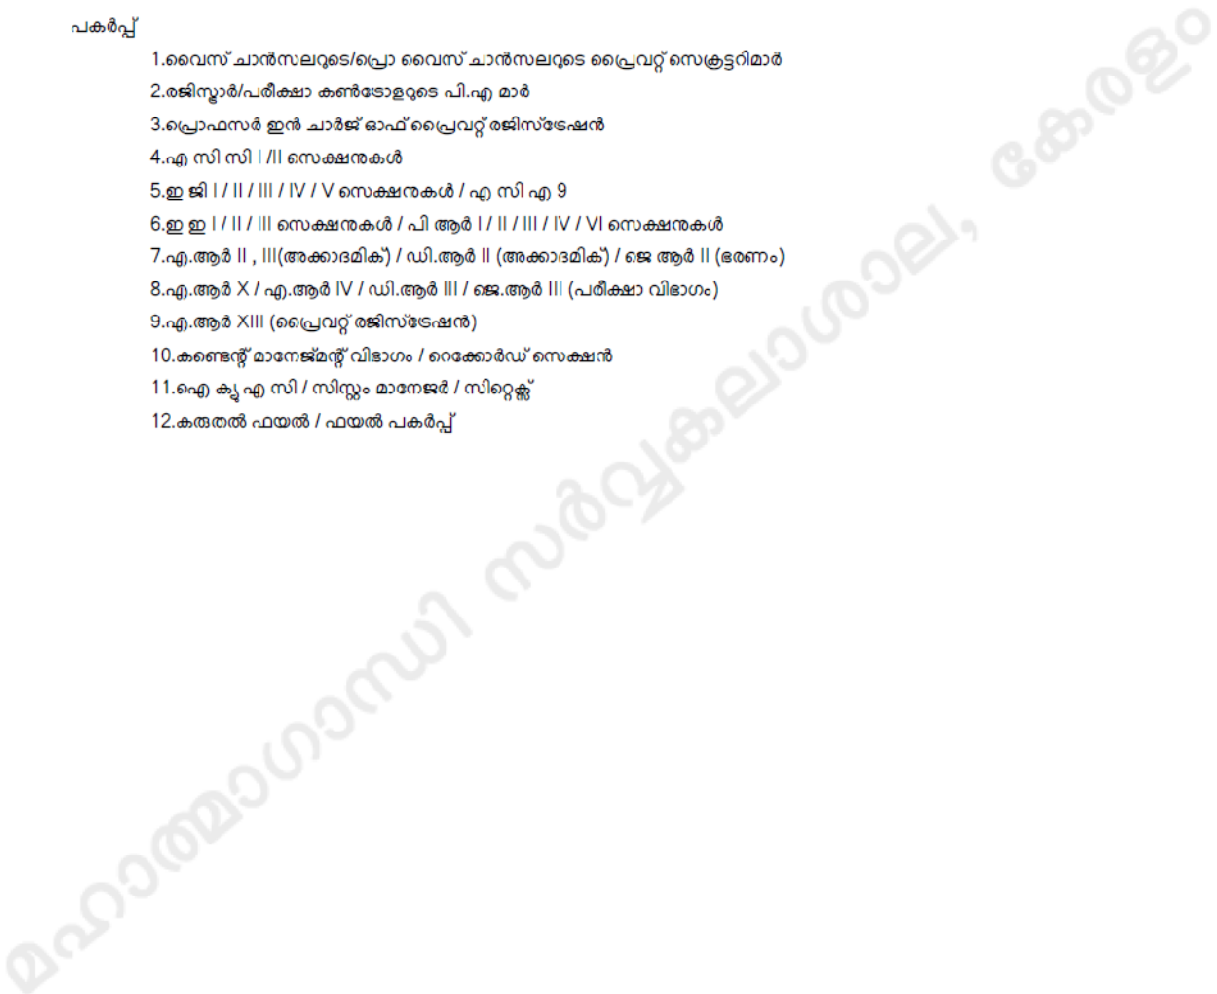 പകർപ്പ്
1.വൈസ് ചാൻസലറുടെ/പ്രൊ വൈസ് ചാൻസലറുടെ പ്രൈവറ്റ് സെക്രട്ടറിമാർ
2.രജിസ്ട്രാർ/പരീക്ഷാ കൺട്രോളറുടെ പി.എ മാർ
3.പ്രൊഫസർ ഇൻ ചാർജ് ഓഫ് പ്രൈവറ്റ് രജിസ്ട്രേഷൻ
4.എ സി സി I /II സെക്ഷനുകൾ
5.ഇ ജി I / II / III / IV / V സെക്ഷനുകൾ / എ സി എ 9
6.ഇ ഇ I / II / III സെക്ഷനുകൾ / പി ആർ I / II / III / IV / VI സെക്ഷനുകൾ
7.എ.ആർ II , III(അക്കാദമിക്) / ഡി.ആർ II (അക്കാദമിക്) / ജെ ആർ II (ഭരണം)
8.എ.ആർ X / എ.ആർ IV / ഡി.ആർ III / ജെ.ആർ III (പരീക്ഷാ വിഭാഗം)
9.എ.ആർ XIII (പ്രൈവറ്റ് രജിസ്ട്രേഷൻ)
10.കണ്ടെന്റ് മാനേജ്മന്റ് വിഭാഗം / റെക്കോർഡ് സെക്ഷൻ
11.ഐ ക്യു എ സി / സിസ്റ്റം മാനേജർ / സിറ്റെക്സ്
12.കരുതൽ ഫയൽ / ഫയൽ പകർപ്പ്
മഹാത്മാഗാന്ധി സർവ്വകലാശാല, കേരളം